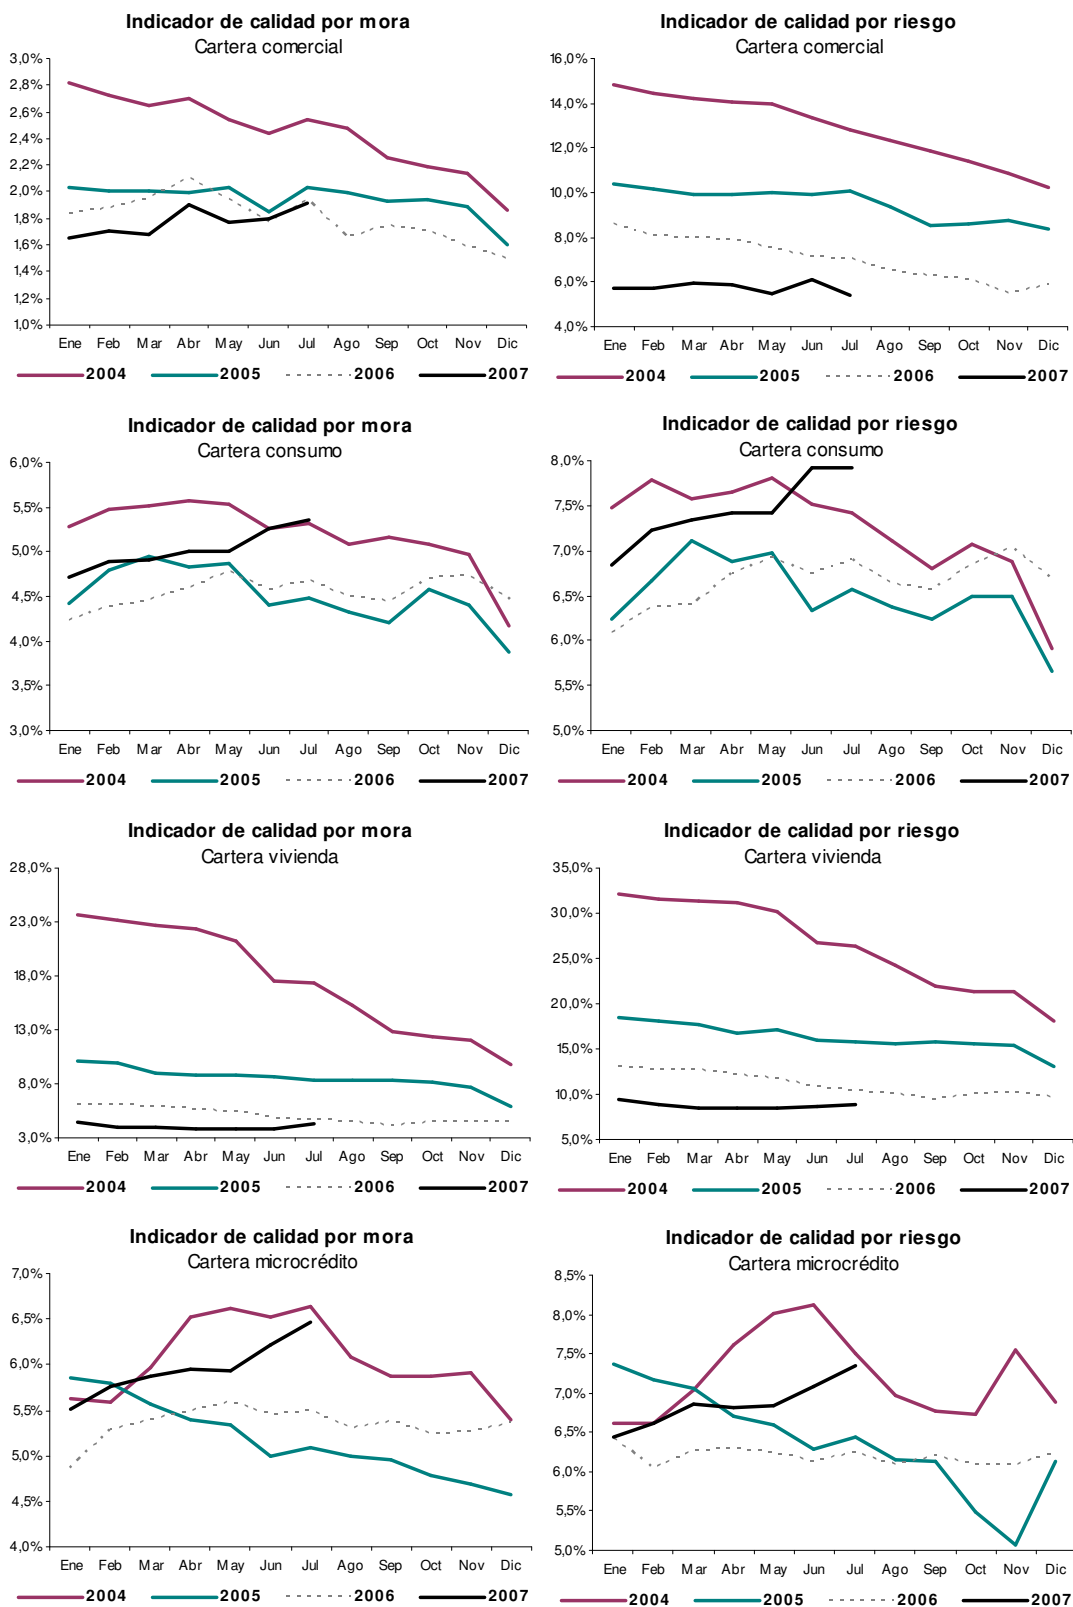 Indicador de calidad por mora
Cartera comercial
3,0%
2,8%
2,6%
2,4%
2,2%
2,0%
1,8%
1,6%
1,4%
1,2%
1,0%
Ene Feb Mar Abr May Jun Jul Ago Sep Oct Nov Dic
2004 2005 2006 2007
Indicador de calidad por riesgo
Cartera comercial
16,0%
14,0%
12,0%
10,0%
8,0%
6,0%
4,0%
Ene Feb Mar Abr May Jun Jul Ago Sep Oct Nov Dic
2004 2005 2006 2007
Indicador de calidad por mora
Cartera consumo
6,0%
5,5%
5,0%
4,5%
4,0%
3,5%
3,0%
Ene Feb Mar Abr May Jun Jul Ago Sep Oct Nov Dic
2004 2005 2006 2007
Indicador de calidad por riesgo
Cartera consumo
8,0%
7,5%
7,0%
6,5%
6,0%
5,5%
5,0%
Ene Feb Mar Abr May Jun Jul Ago Sep Oct Nov Dic
2004 2005 2006 2007
Indicador de calidad por mora
Cartera vivienda
28,0%
23,0%
18,0%
13,0%
8,0%
3,0%
Ene Feb Mar Abr May Jun Jul Ago Sep Oct Nov Dic
2004 2005 2006 2007
Indicador de calidad por riesgo
Cartera vivienda
35,0%
30,0%
25,0%
20,0%
15,0%
10,0%
5,0%
Ene Feb Mar Abr May Jun Jul Ago Sep Oct Nov Dic
2004 2005 2006 2007
Indicador de calidad por mora
Cartera microcrédito
7,0%
6,5%
6,0%
5,5%
5,0%
4,5%
4,0%
Ene Feb Mar Abr May Jun Jul Ago Sep Oct Nov Dic
2004 2005 2006 2007
Indicador de calidad por riesgo
Cartera microcrédito
8,5%
8,0%
7,5%
7,0%
6,5%
6,0%
5,5%
5,0%
Ene Feb Mar Abr May Jun Jul Ago Sep Oct Nov Dic
2004 2005 2006 2007